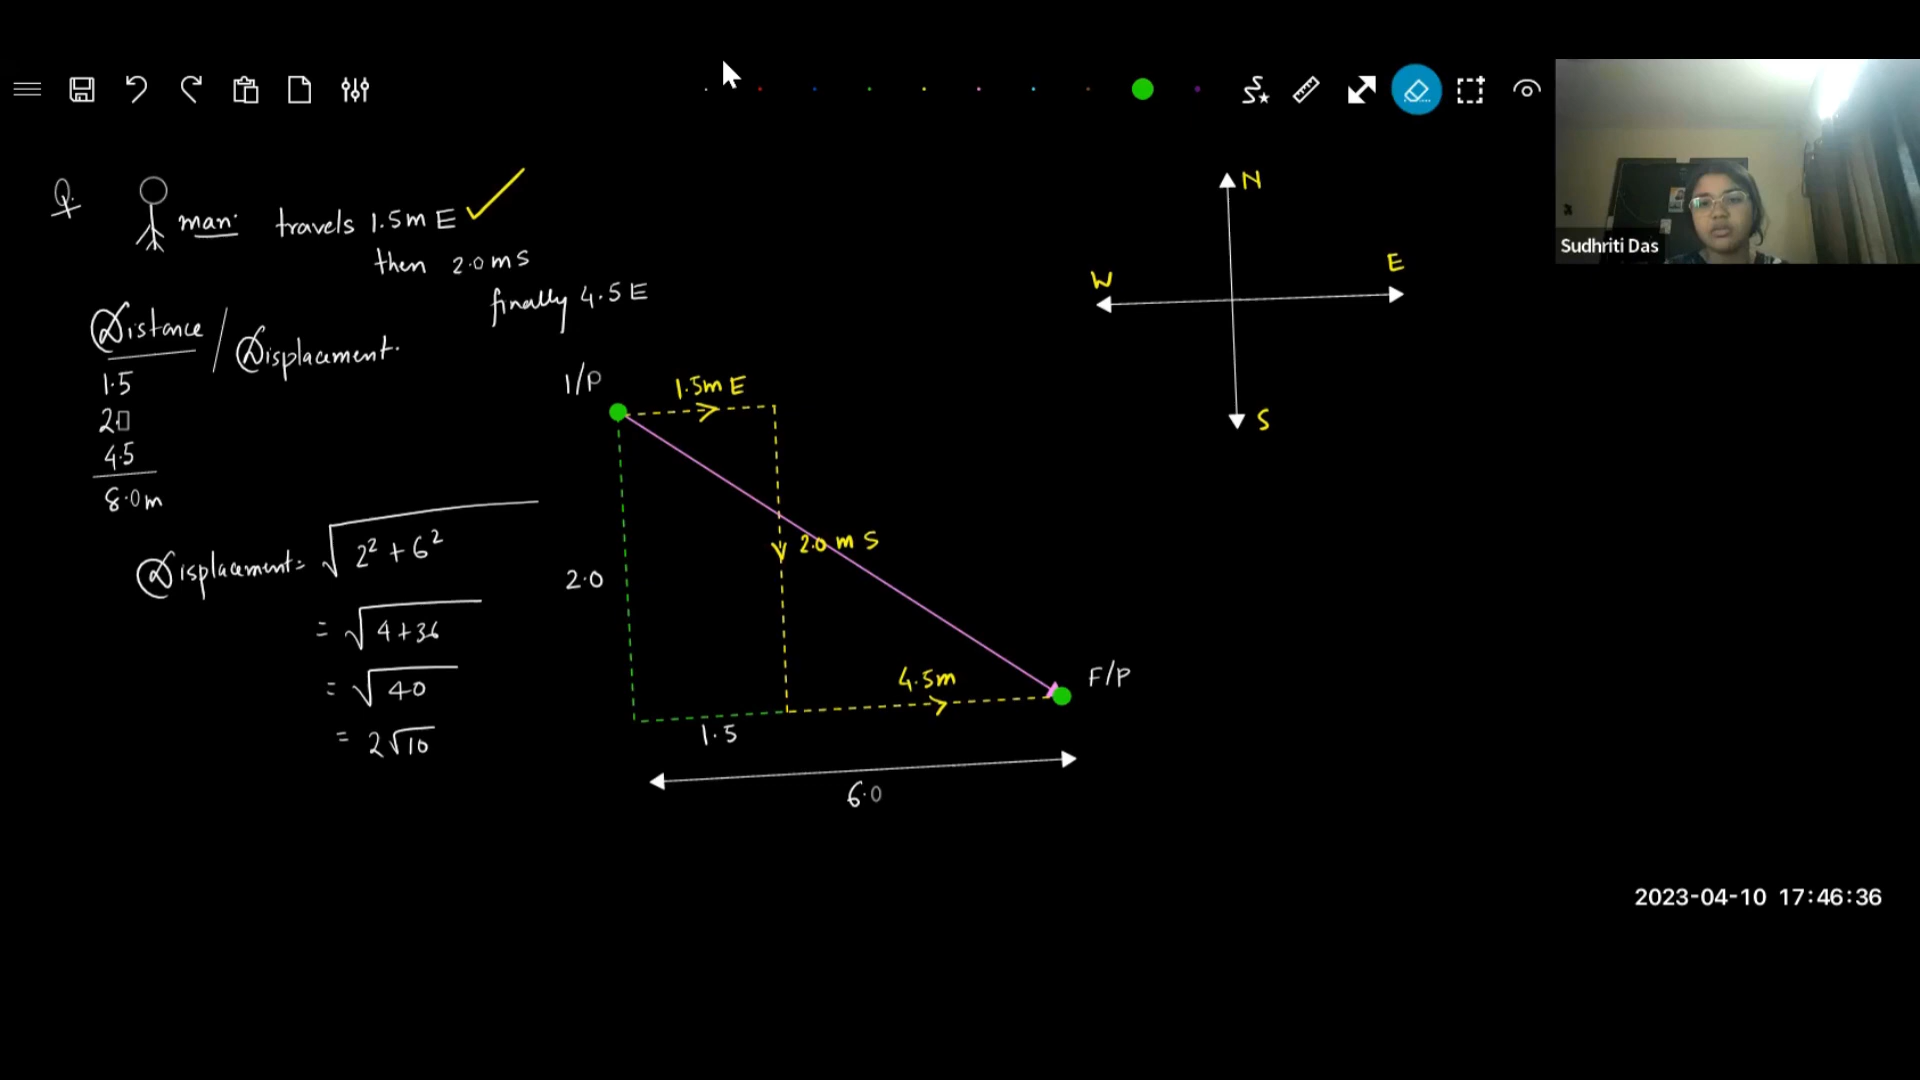 Q.
man: travels 1.5m E
then 2.0 m S
finally 4.5 E
Distance / Displacement.
1.5
2.0
4.5
8.0m
Displacement = √2² + 6²
= √4+36
= √40
= 2√10
I/P
1.5m E
2.0 m S
2.0
4.5m
F/P
1.5
6.0
N
W
E
S
Sudhriti Das
2023-04-10 17:46:36